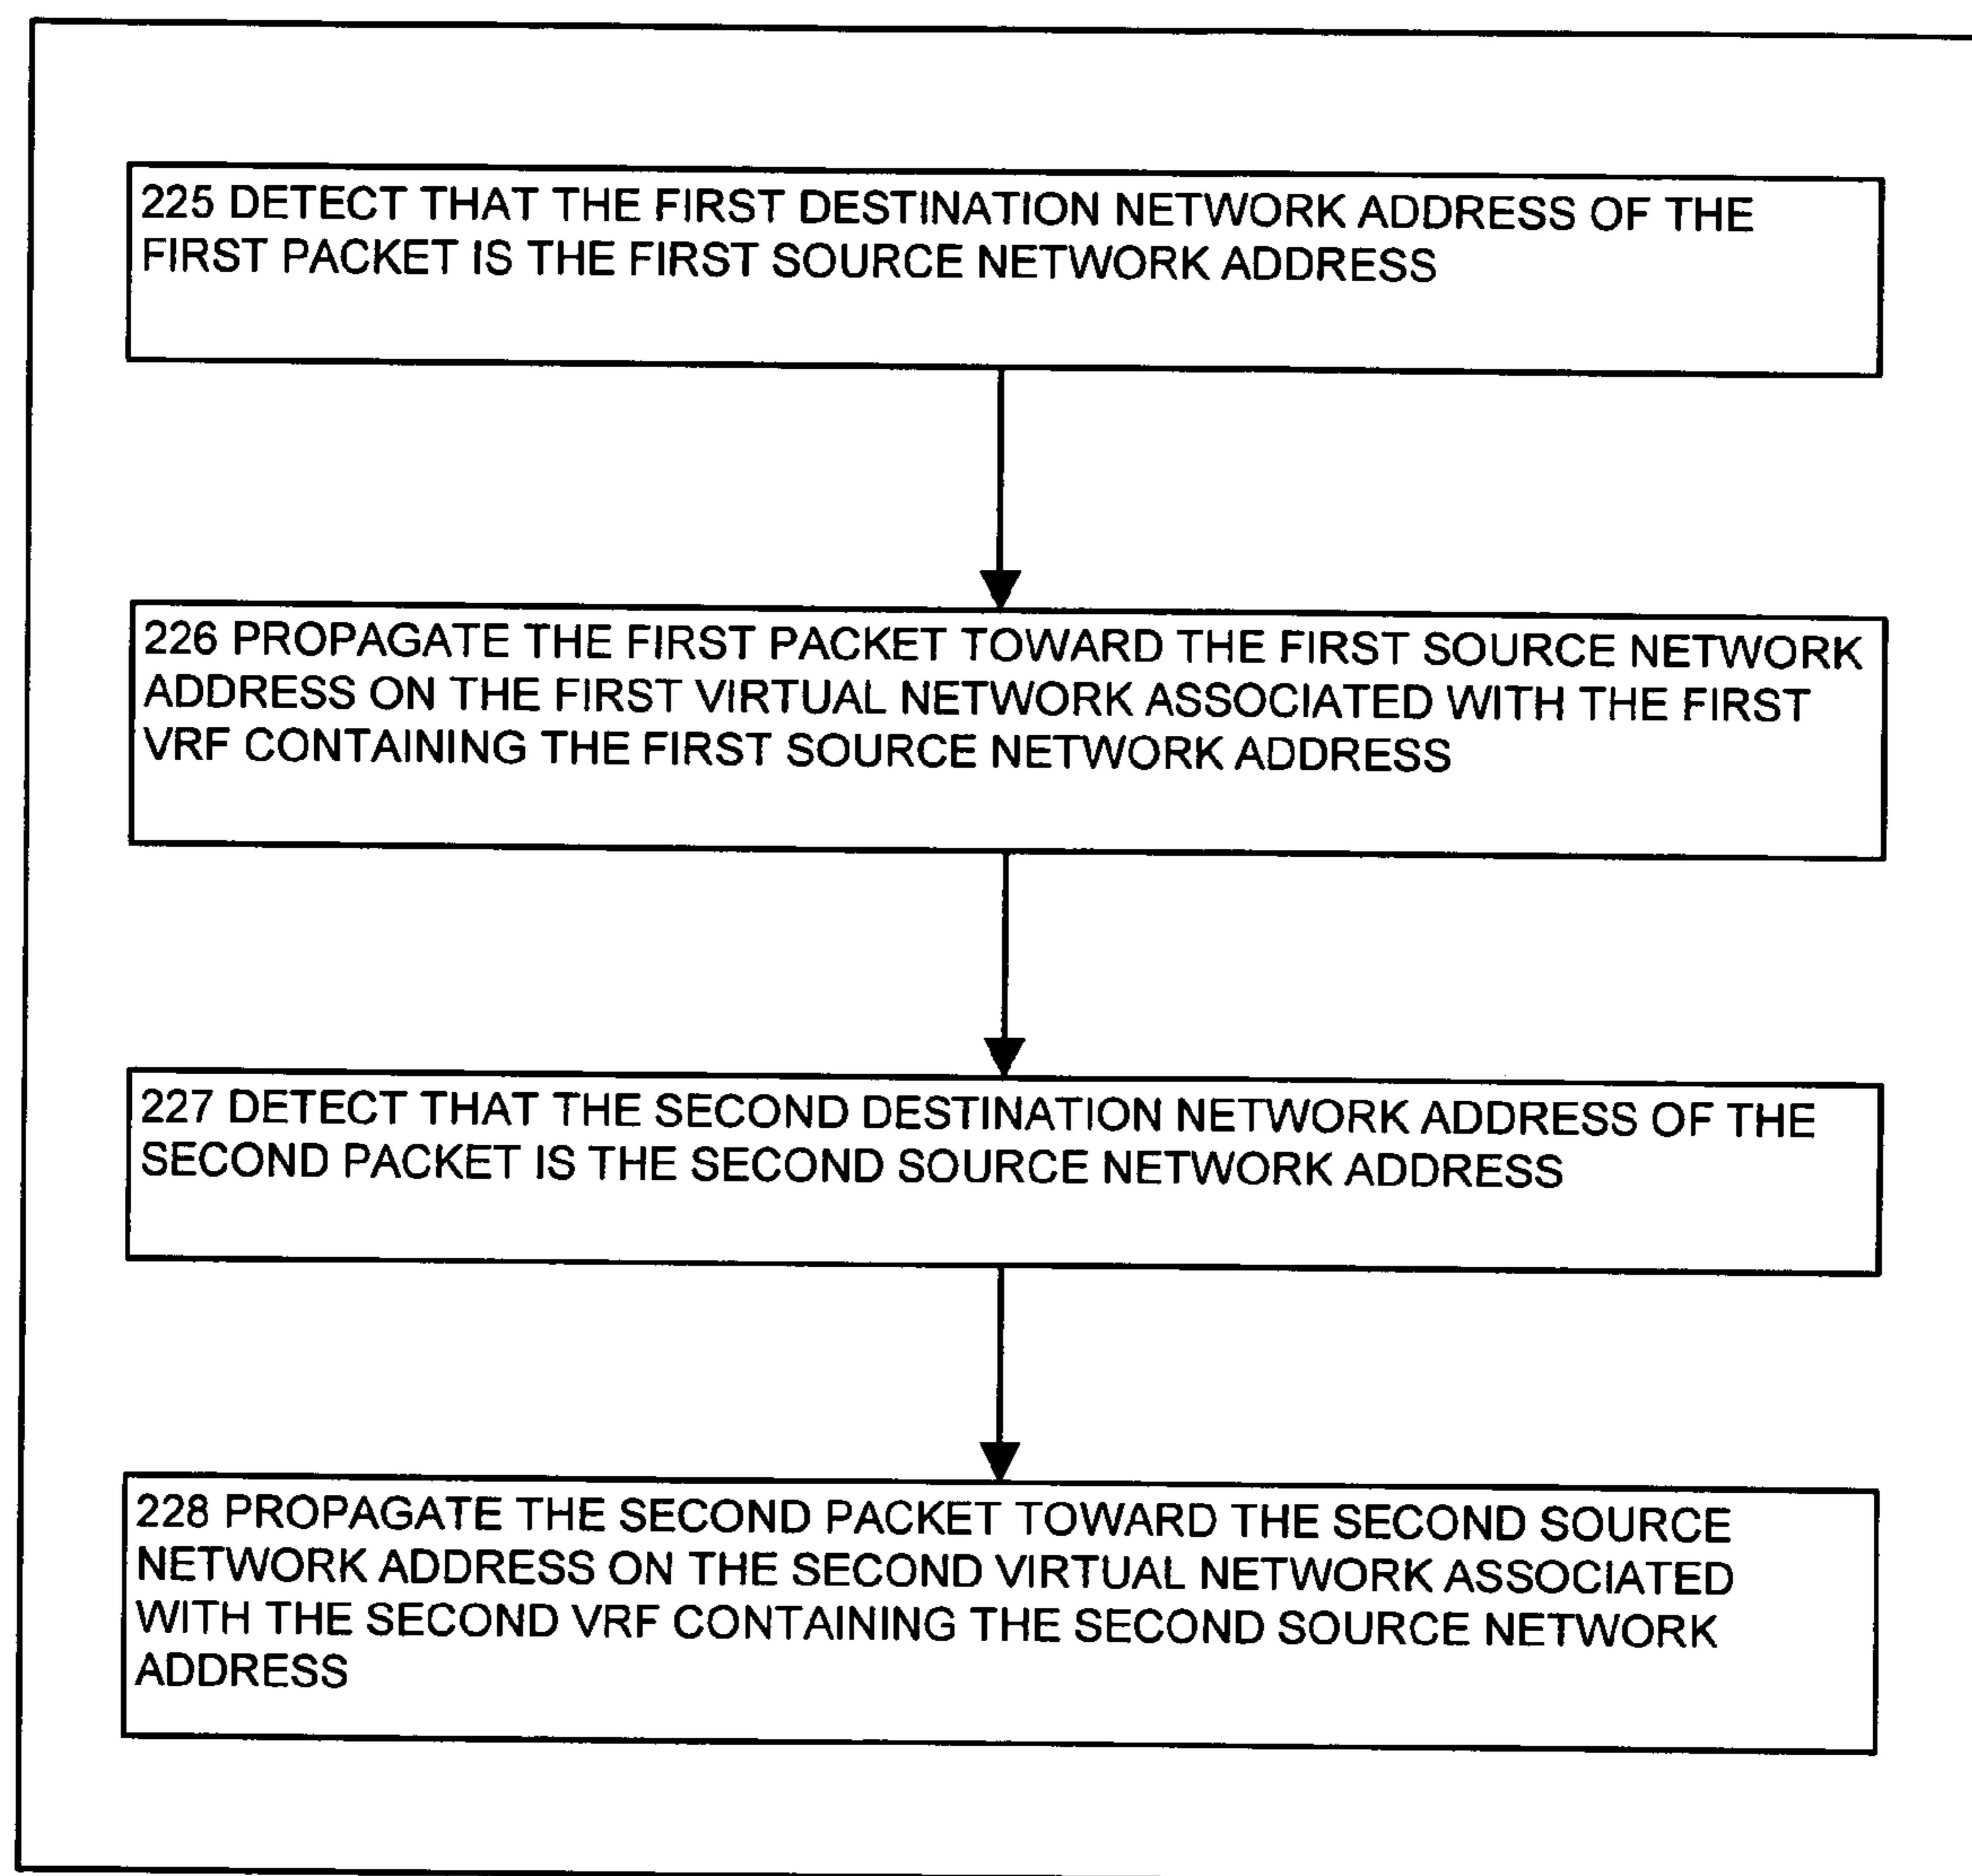 225 DETECT THAT THE FIRST DESTINATION NETWORK ADDRESS OF THE
FIRST PACKET IS THE FIRST SOURCE NETWORK ADDRESS
226 PROPAGATE THE FIRST PACKET TOWARD THE FIRST SOURCE NETWORK
ADDRESS ON THE FIRST VIRTUAL NETWORK ASSOCIATED WITH THE FIRST
VRF CONTAINING THE FIRST SOURCE NETWORK ADDRESS
227 DETECT THAT THE SECOND DESTINATION NETWORK ADDRESS OF THE
SECOND PACKET IS THE SECOND SOURCE NETWORK ADDRESS
228 PROPAGATE THE SECOND PACKET TOWARD THE SECOND SOURCE
NETWORK ADDRESS ON THE SECOND VIRTUAL NETWORK ASSOCIATED
WITH THE SECOND VRF CONTAINING THE SECOND SOURCE NETWORK
ADDRESS